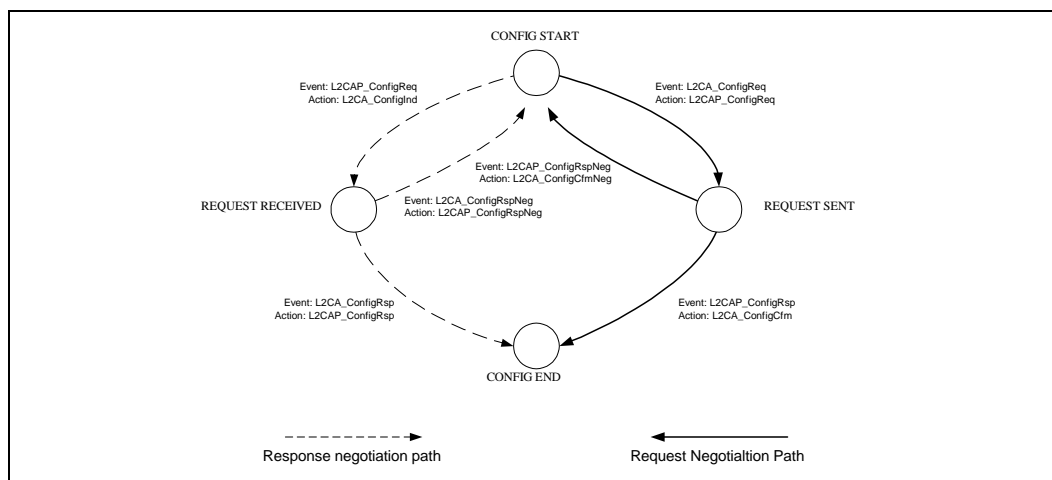 CONFIG START
Event: L2CAP_ConfigReq
Action: L2CA_ConfigInd
Event: L2CA_ConfigReq
Action: L2CAP_ConfigReq
Event: L2CAP_ConfigRspNeg
Action: L2CA_ConfigCfmNeg
REQUEST RECEIVED
Event: L2CA_ConfigRspNeg
Action: L2CAP_ConfigRspNeg
REQUEST SENT
Event: L2CA_ConfigRsp
Action: L2CAP_ConfigRsp
Event: L2CAP_ConfigRsp
Action: L2CA_ConfigCfm
CONFIG END
Response negotiation path
Request Negotialtion Path